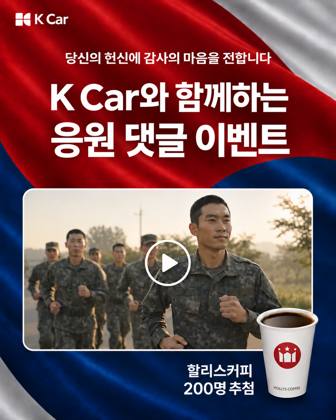 K Car
당신의 헌신에 감사의 마음을 전합니다
K Car와 함께하는
응원 댓글 이벤트
할리스커피
200명 추첨
HOLLYS COFFEE